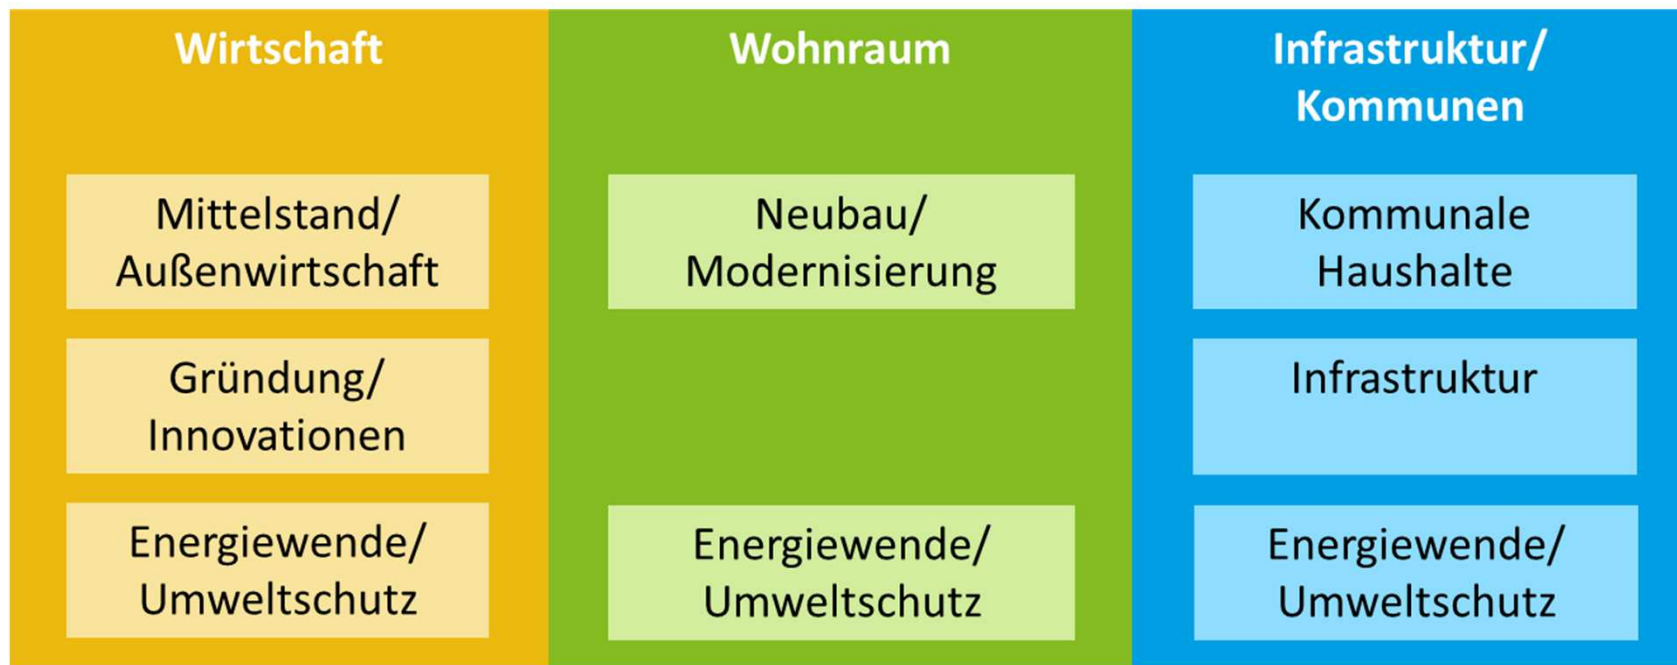 Wirtschaft
Mittelstand/
Außenwirtschaft
Gründung/
Innovationen
Energiewende/
Umweltschutz
Wohnraum
Neubau/
Modernisierung
Energiewende/
Umweltschutz
Infrastruktur/
Kommunen
Kommunale
Haushalte
Infrastruktur
Energiewende/
Umweltschutz